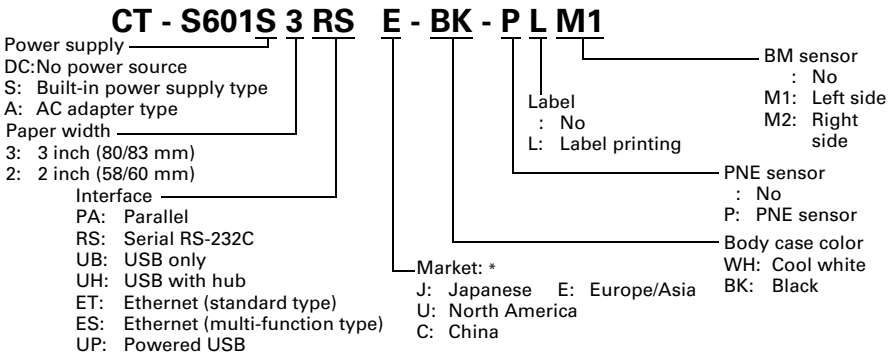 CT - S601S 3 RS E - BK - P L M1
Power supply
DC:No power source
S: Built-in power supply type
A: AC adapter type
Paper width
3: 3 inch (80/83 mm)
2: 2 inch (58/60 mm)
Interface
PA: Parallel
RS: Serial RS-232C
UB: USB only
UH: USB with hub
ET: Ethernet (standard type)
ES: Ethernet (multi-function type)
UP: Powered USB
Market: *
J: Japanese E: Europe/Asia
U: North America
C: China
Label
: No
L: Label printing
BM sensor
: No
M1: Left side
M2: Right
side
PNE sensor
: No
P: PNE sensor
Body case color
WH: Cool white
BK: Black